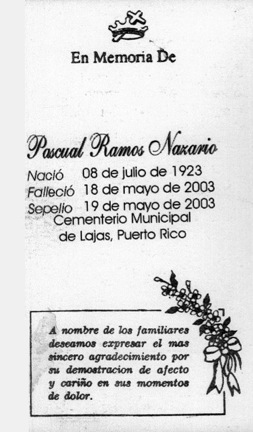 En Memoria De
Pascual Ramos Nazario
Nació 08 de julio de 1923
Falleció 18 de mayo de 2003
Sepelio 19 de mayo de 2003
Cementerio Municipal
de Lajas, Puerto Rico
A nombre de los familiares
deseamos expresar el mas
sincero agradecimiento por
su demostracion de afecto
y cariño en sus momentos
de dolor.